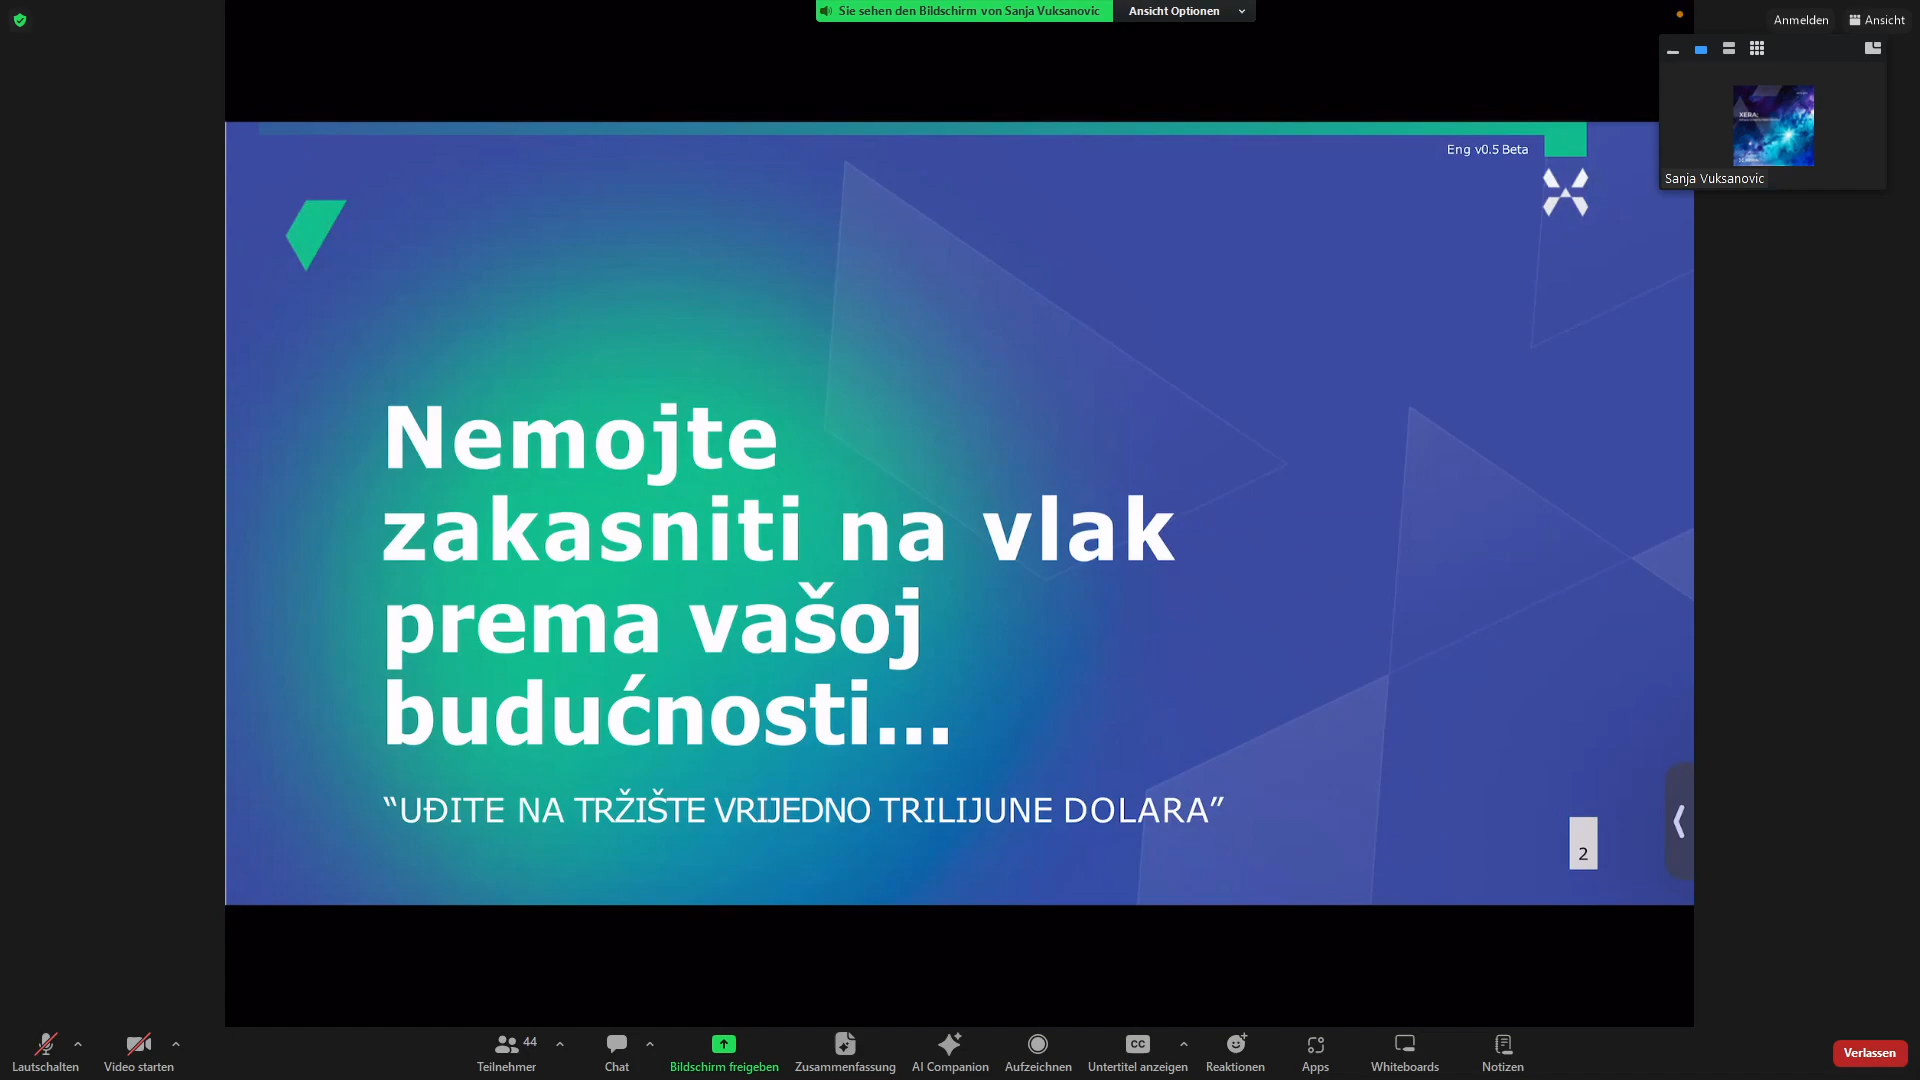 Sie sehen den Bildschirm von Sanja Vuksanovic
Ansicht Optionen
Anmelden
Ansicht
XERA:
Sanja Vuksanovic
Eng v0.5 Beta
Nemojte
zakasniti na vlak
prema vašoj
budućnosti...
“UĐITE NA TRŽIŠTE VRIJEDNO TRILIJUNE DOLARA”
2
Lautschalten
Video starten
44
Teilnehmer
Chat
Bildschirm freigeben
Zusammenfassung
AI Companion
Aufzeichnen
CC
Untertitel anzeigen
Reaktionen
Apps
Whiteboards
Notizen
Verlassen